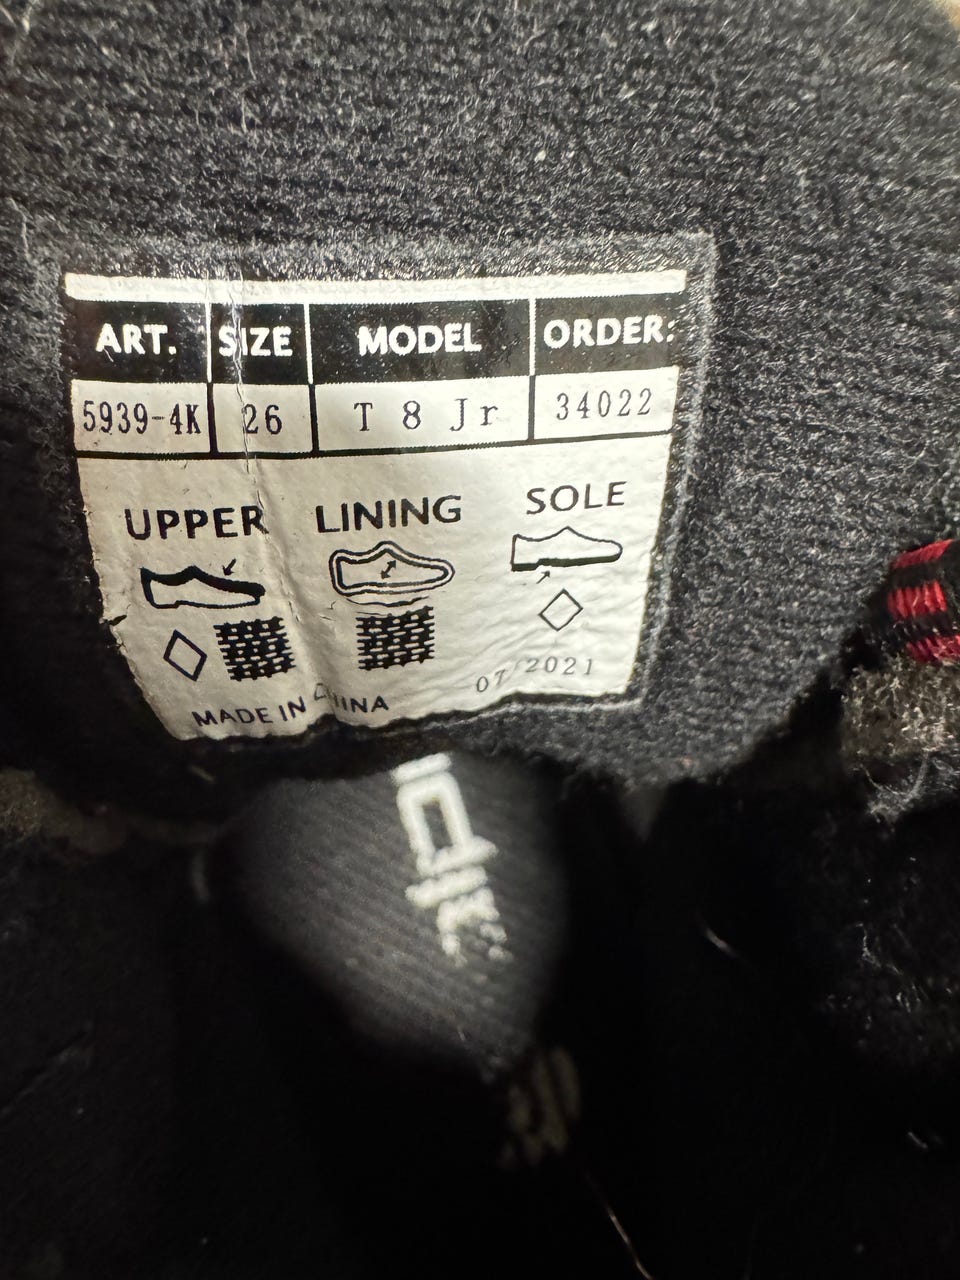 ART. SIZE MODEL ORDER:
5939-4K 26 T 8 Jr 34022
UPPER LINING SOLE
07/2021
MADE IN CHINA